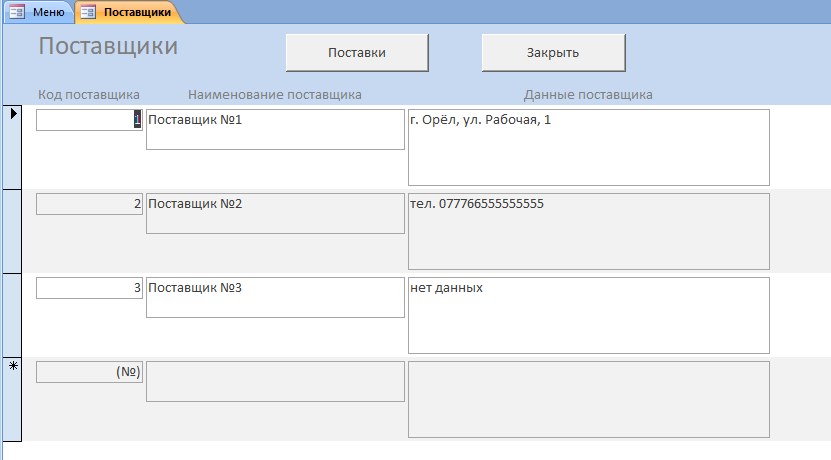 Меню Поставщики
Поставщики Поставки Закрыть
Код поставщика Наименование поставщика Данные поставщика
1 Поставщик №1 г. Орёл, ул. Рабочая, 1
2 Поставщик №2 тел. 077766555555555
3 Поставщик №3 нет данных
(№)